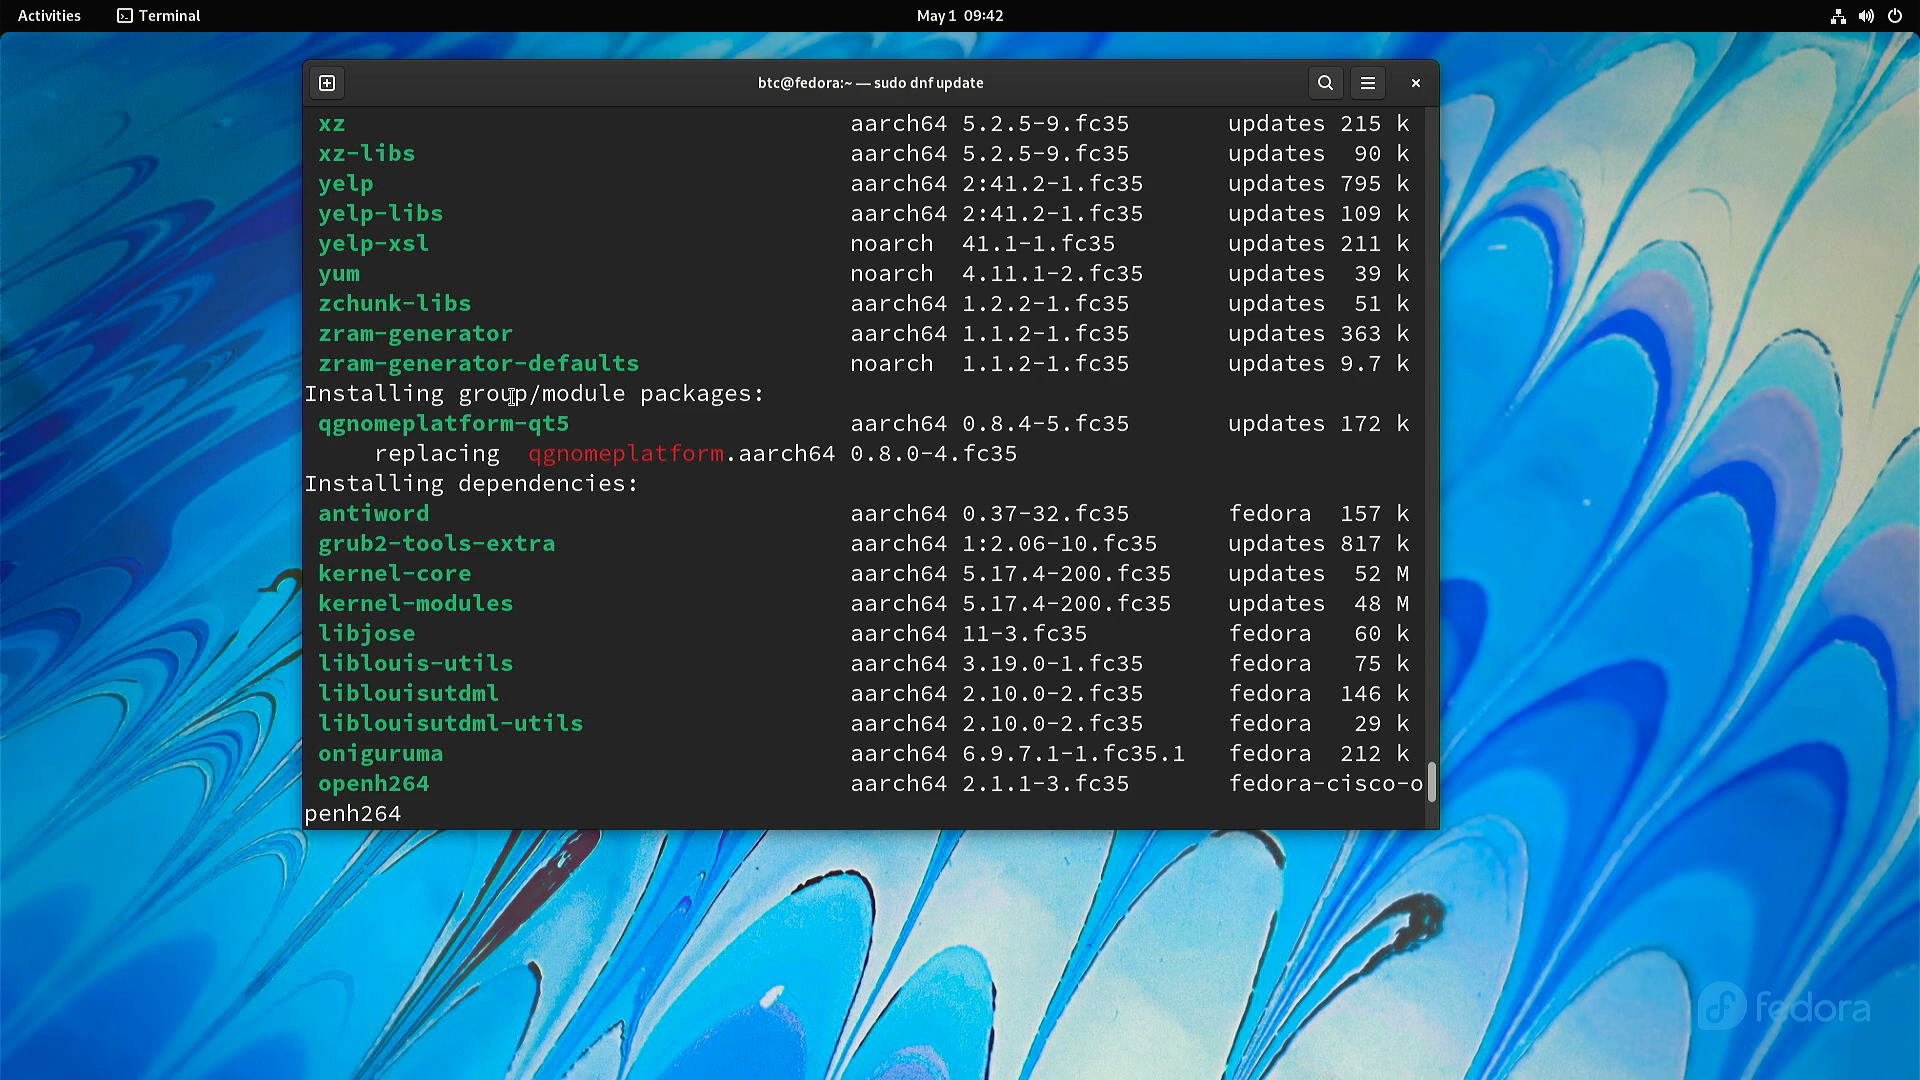 Activities Terminal May 1 09:42
btc@fedora:~ — sudo dnf update
xz aarch64 5.2.5-9.fc35 updates 215 k
xz-libs aarch64 5.2.5-9.fc35 updates 90 k
yelp aarch64 2:41.2-1.fc35 updates 795 k
yelp-libs aarch64 2:41.2-1.fc35 updates 109 k
yelp-xsl noarch 41.1-1.fc35 updates 211 k
yum noarch 4.11.1-2.fc35 updates 39 k
zchunk-libs aarch64 1.2.2-1.fc35 updates 51 k
zram-generator aarch64 1.1.2-1.fc35 updates 363 k
zram-generator-defaults noarch 1.1.2-1.fc35 updates 9.7 k
Installing group/module packages:
qgnomeplatform-qt5 aarch64 0.8.4-5.fc35 updates 172 k
replacing qgnomeplatform.aarch64 0.8.0-4.fc35
Installing dependencies:
antiword aarch64 0.37-32.fc35 fedora 157 k
grub2-tools-extra aarch64 1:2.06-10.fc35 updates 817 k
kernel-core aarch64 5.17.4-200.fc35 updates 52 M
kernel-modules aarch64 5.17.4-200.fc35 updates 48 M
libjose aarch64 11-3.fc35 fedora 60 k
liblouis-utils aarch64 3.19.0-1.fc35 fedora 75 k
liblouisutdml aarch64 2.10.0-2.fc35 fedora 146 k
liblouisutdml-utils aarch64 2.10.0-2.fc35 fedora 29 k
oniguruma aarch64 6.9.7.1-1.fc35.1 fedora 212 k
openh264 aarch64 2.1.1-3.fc35 fedora-cisco-o
penh264
fedora